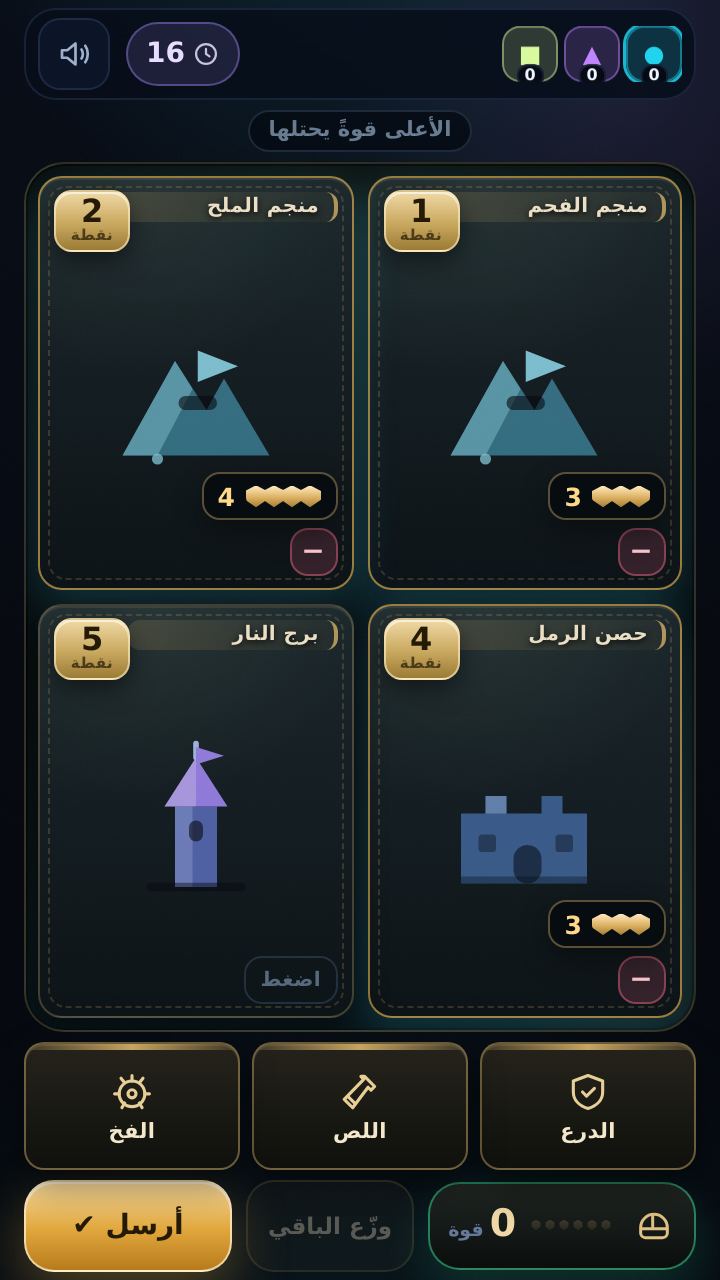 16
0
0
0
الأعلى قوةً يحتلها
منجم الفحم
1
نقطة
3
منجم الملح
2
نقطة
4
حصن الرمل
4
نقطة
3
برج النار
5
نقطة
اضغط
الدرع
اللص
الفخ
0 قوة
وزّع الباقي
أرسل ✔